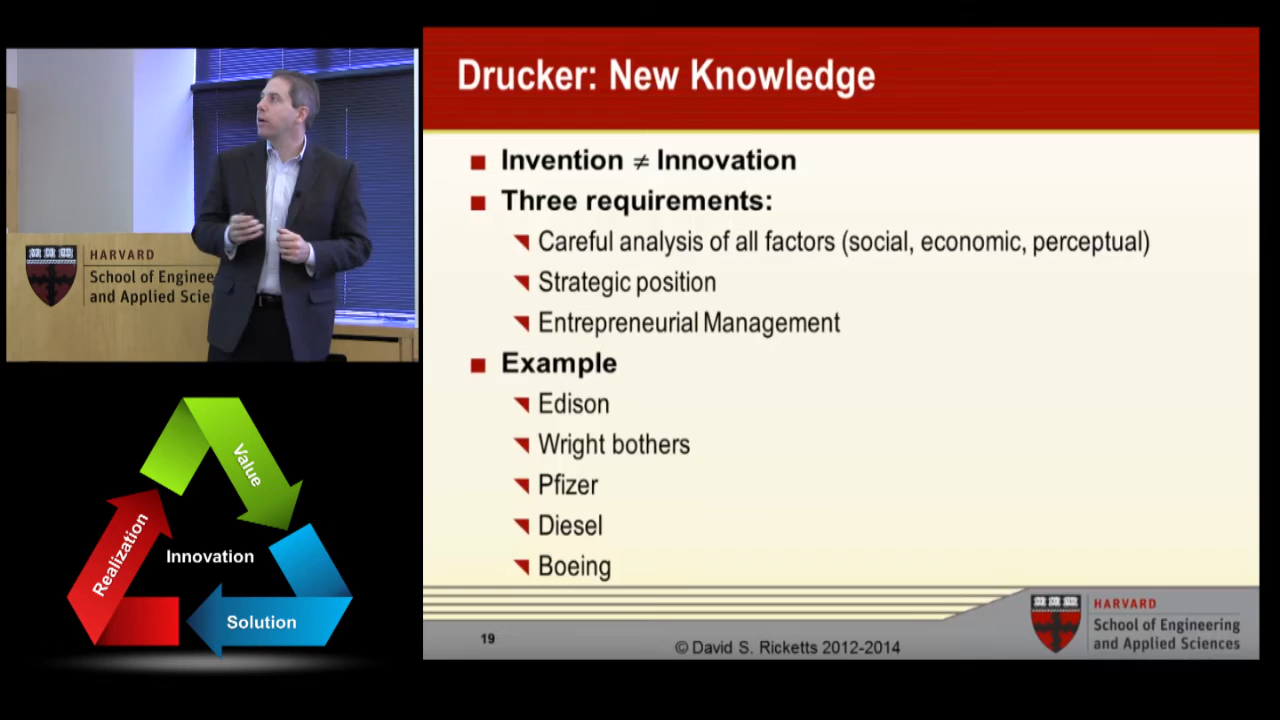 Drucker: New Knowledge
Invention ≠ Innovation
Three requirements:
Careful analysis of all factors (social, economic, perceptual)
Strategic position
Entrepreneurial Management
Example
Edison
Wright bothers
Pfizer
Diesel
Boeing
19
© David S. Ricketts 2012-2014
HARVARD
School of Engineering
and Applied Sciences
HARVARD
School of Enginee
and Applied Scie
Value
Realization
Innovation
Solution